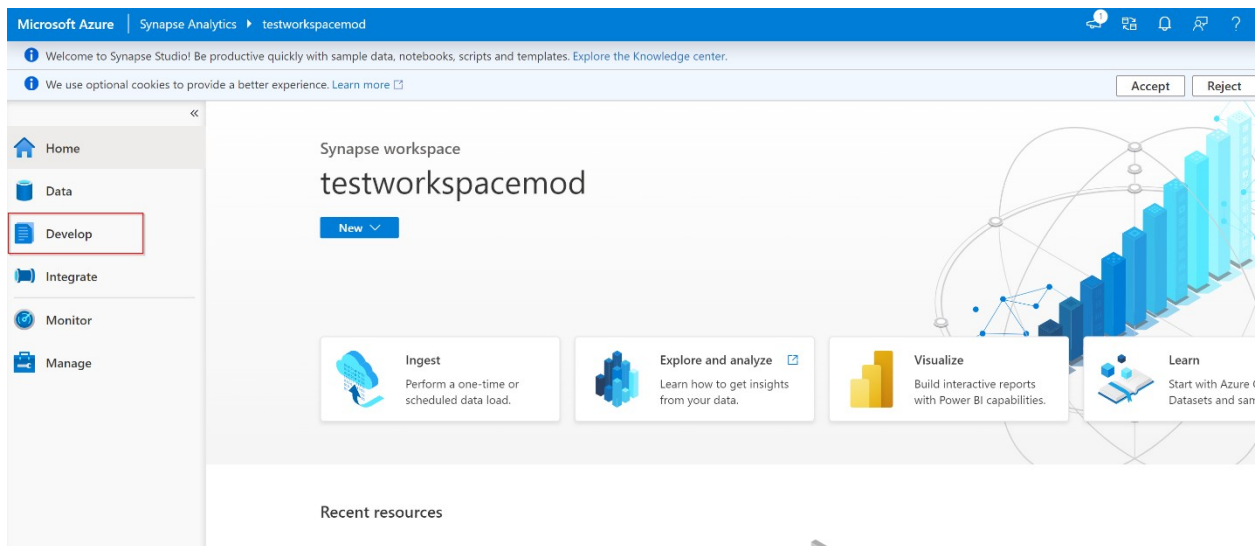 Microsoft Azure | Synapse Analytics ▸ testworkspacemod
1
?
Welcome to Synapse Studio! Be productive quickly with sample data, notebooks, scripts and templates. Explore the Knowledge center.
We use optional cookies to provide a better experience. Learn more
Accept
Reject
«
Home
Data
Develop
Integrate
Monitor
Manage
Synapse workspace
testworkspacemod
New
Ingest
Perform a one-time or
scheduled data load.
Explore and analyze
Learn how to get insights
from your data.
Visualize
Build interactive reports
with Power BI capabilities.
Learn
Start with Azure
Datasets and
Recent resources